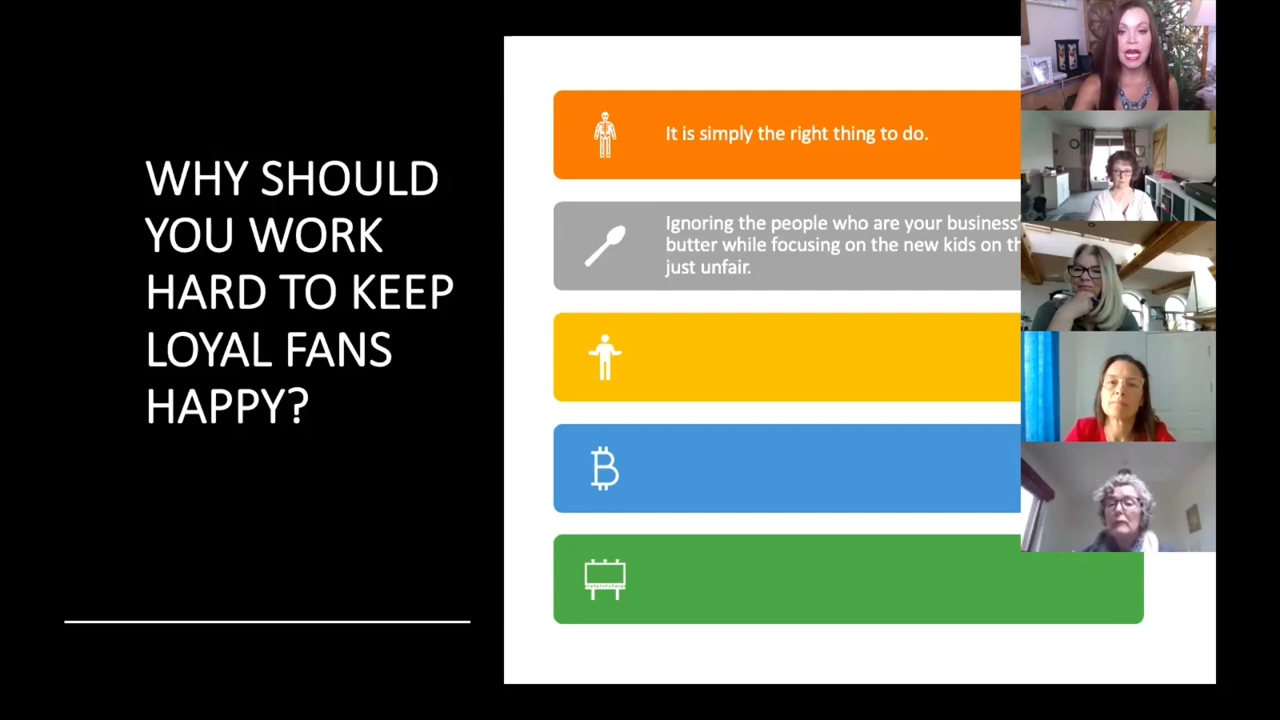 WHY SHOULD
YOU WORK
HARD TO KEEP
LOYAL FANS
HAPPY?
It is simply the right thing to do.
Ignoring the people who are your business'
butter while focusing on the new kids on
just unfair.